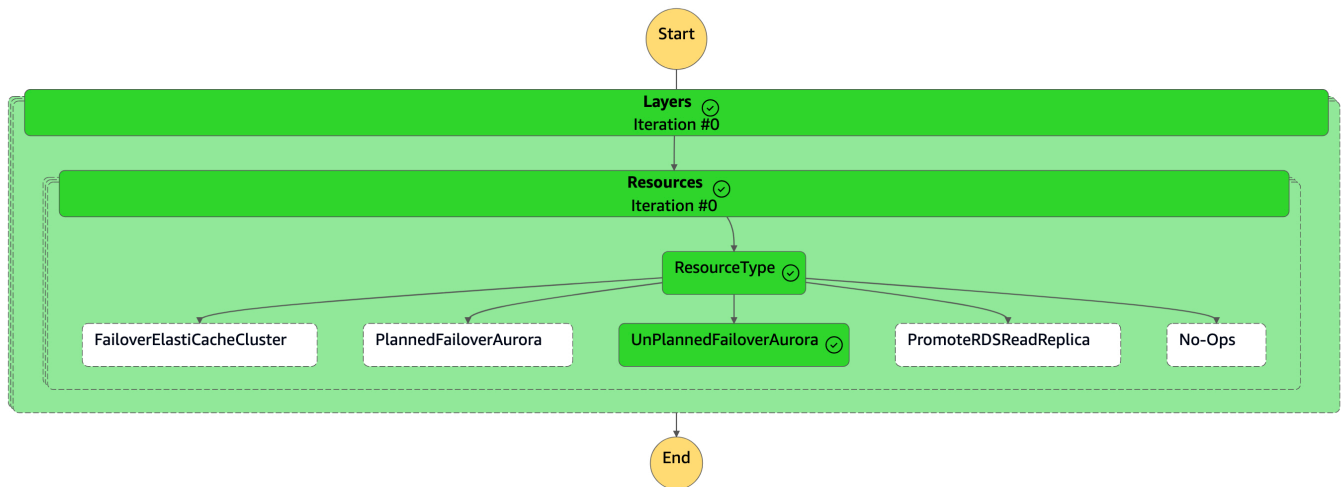 Start
Layers
Iteration #0
Resources
Iteration #0
ResourceType
FailoverElastiCacheCluster
PlannedFailoverAurora
UnPlannedFailoverAurora
PromoteRDSReadReplica
No-Ops
End